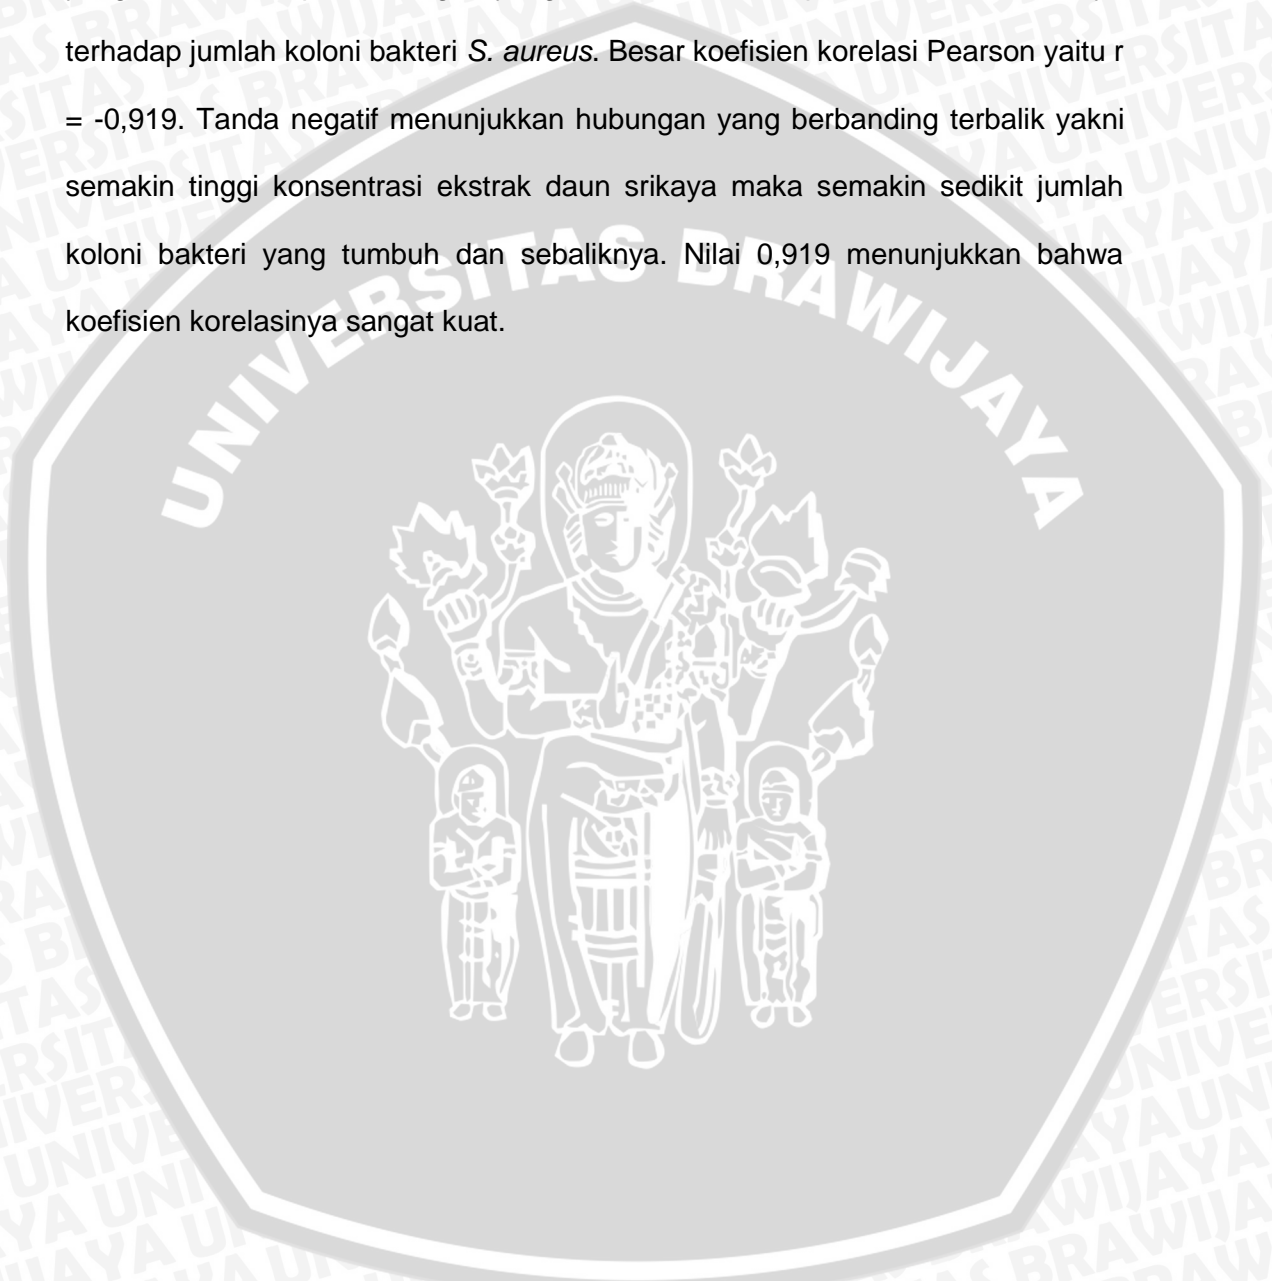 terhadap jumlah koloni bakteri S. aureus. Besar koefisien korelasi Pearson yaitu r
= -0,919. Tanda negatif menunjukkan hubungan yang berbanding terbalik yakni
semakin tinggi konsentrasi ekstrak daun srikaya maka semakin sedikit jumlah
koloni bakteri yang tumbuh dan sebaliknya. Nilai 0,919 menunjukkan bahwa
koefisien korelasinya sangat kuat.
UNIVERSITAS BRAWIJAYA